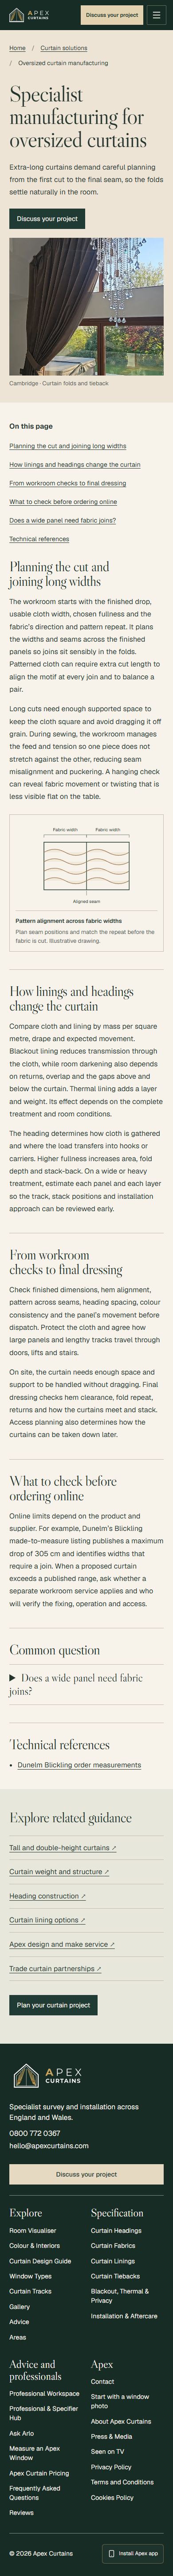 APEX
CURTAINS
Discuss your project
Home / Curtain solutions
/ Oversized curtain manufacturing
Specialist
manufacturing for
oversized curtains
Extra-long curtains demand careful planning
from the first cut to the final seam, so the folds
settle naturally in the room.
Discuss your project
Cambridge · Curtain folds and tieback
On this page
Planning the cut and joining long widths
How linings and headings change the curtain
From workroom checks to final dressing
What to check before ordering online
Does a wide panel need fabric joins?
Technical references
Planning the cut and
joining long widths
The workroom starts with the finished drop,
usable cloth width, chosen fullness and the
fabric's direction and pattern repeat. It plans
the widths and seams across the finished
panels so joins sit sensibly in the folds.
Patterned cloth can require extra cut length to
align the motif at every join and to balance a
pair.
Long cuts need enough supported space to
keep the cloth square and avoid dragging it off
grain. During sewing, the workroom manages
the feed and tension so one piece does not
stretch against the other, reducing seam
misalignment and puckering. A hanging check
can reveal fabric movement or twisting that is
less visible flat on the table.
Fabric width Fabric width
Aligned seam
Pattern alignment across fabric widths
Plan seam positions and match the repeat before
fabric is cut. Illustrative drawing.
How linings and headings
change the curtain
Compare cloth and lining by mass per square
metre, drape and expected movement.
Blackout lining reduces transmission through
the cloth, while room darkening also depends
on light at the edges and the gaps above and
below the curtain. Thermal lining adds a layer
and weight. Its effect depends on the complete
treatment and room conditions.
The heading determines how cloth is gathered
and where the load transfers into hooks or
carriers. Higher fullness increases area, fold
depth and stack-back. On a wide or heavy
treatment, estimate each panel and each layer
so the track, stack position and installation
approach can be reviewed early.
From workroom
checks to final dressing
Check finished dimensions, hem alignment,
pattern across seams, heading spacing, colour
consistency and the panel's movement before
dispatch. Protect the cloth and agree how
large panels and lengthy tracks travel through
doors, lifts and stairs.
On site, the curtain needs enough space and
support to be handled without dragging. Final
dressing checks hem clearance, fold repeat,
returns and how the curtains meet and stack.
Access planning also determines how the
curtains can be taken down later.
What to check before
ordering online
Online limits depend on the product and
supplier. For example, Dunelm's Blickling
made-to-measure listing publishes a maximum
drop of 305 cm and identifies widths that
require a join. When a proposed curtain
exceeds a published range, ask whether a
separate workroom service applies and who
will verify the fixing, operation and access.
Common question
Does a wide panel need fabric
joins?
Technical references
• Dunelm Blickling order measurements
Explore related guidance
Tall and double-height curtains ↗
Curtain weight and structure ↗
Heading construction ↗
Curtain lining options ↗
Apex design and make service ↗
Trade curtain partnerships ↗
Plan your curtain project
APEX
CURTAINS
Specialist survey and installation across
England and Wales.
0800 772 0367
hello@apexcurtains.com
Discuss your project
Explore
Room Visualiser
Colour & Interiors
Curtain Design Guide
Window Types
Curtain Tracks
Gallery
Advice
Areas
Specification
Curtain Headings
Curtain Fabrics
Curtain Linings
Curtain Tiebacks
Blackout, Thermal &
Privacy
Installation & Aftercare
Advice and
professionals
Professional Workspace
Professional & Specifier
Hub
Ask Arlo
Measure an Apex
Window
Apex Curtain Pricing
Frequently Asked
Questions
Reviews
Apex
Contact
Start with a window
photo
About Apex Curtains
Press & Media
Seen on TV
Privacy Policy
Terms and Conditions
Cookies Policy
© 2026 Apex Curtains
Install Apex app